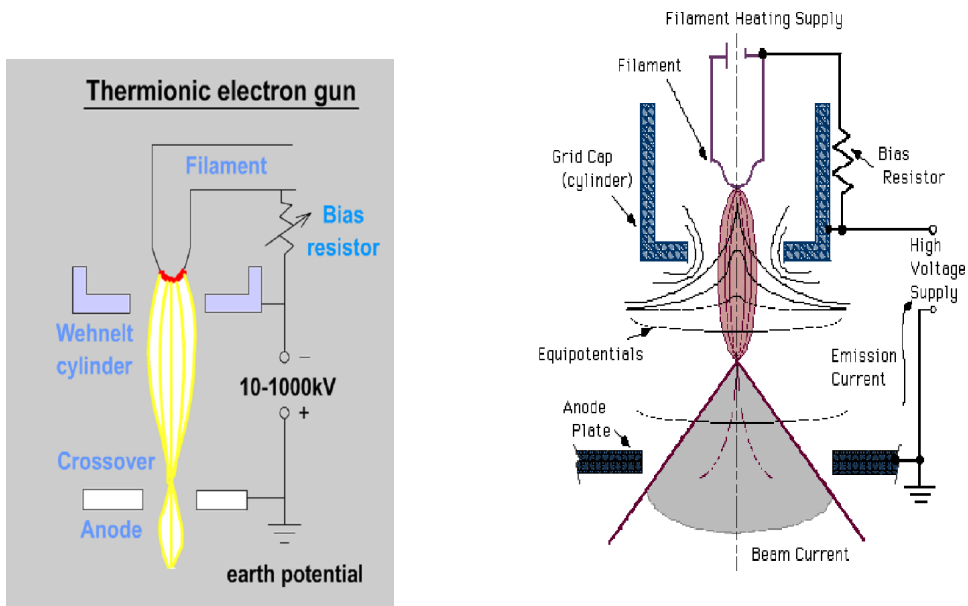 Thermionic electron gun
Filament
Bias
resistor
Wehnelt
cylinder
−
10-1000kV
+
Crossover
Anode
earth potential
Filament Heating Supply
Filament
Grid Cap
(cylinder)
Bias
Resistor
High
Voltage
Supply
Equipotentials
Emission
Current
Anode
Plate
Beam Current